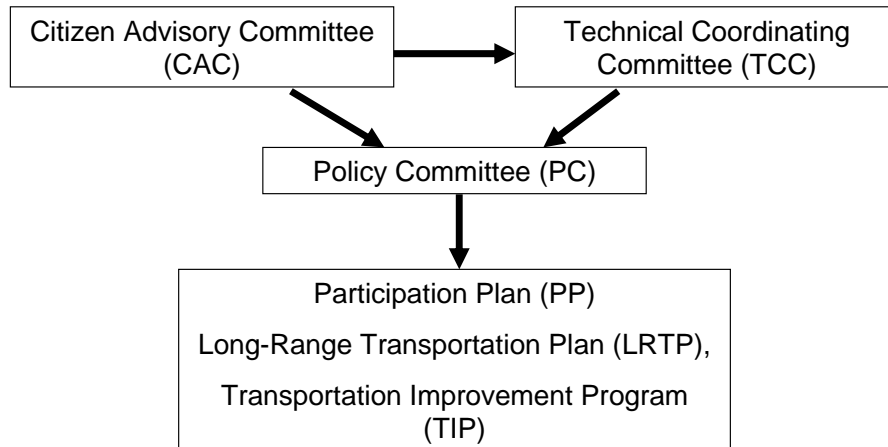 Citizen Advisory Committee
(CAC)
Technical Coordinating
Committee (TCC)
Policy Committee (PC)
Participation Plan (PP)
Long-Range Transportation Plan (LRTP),
Transportation Improvement Program
(TIP)